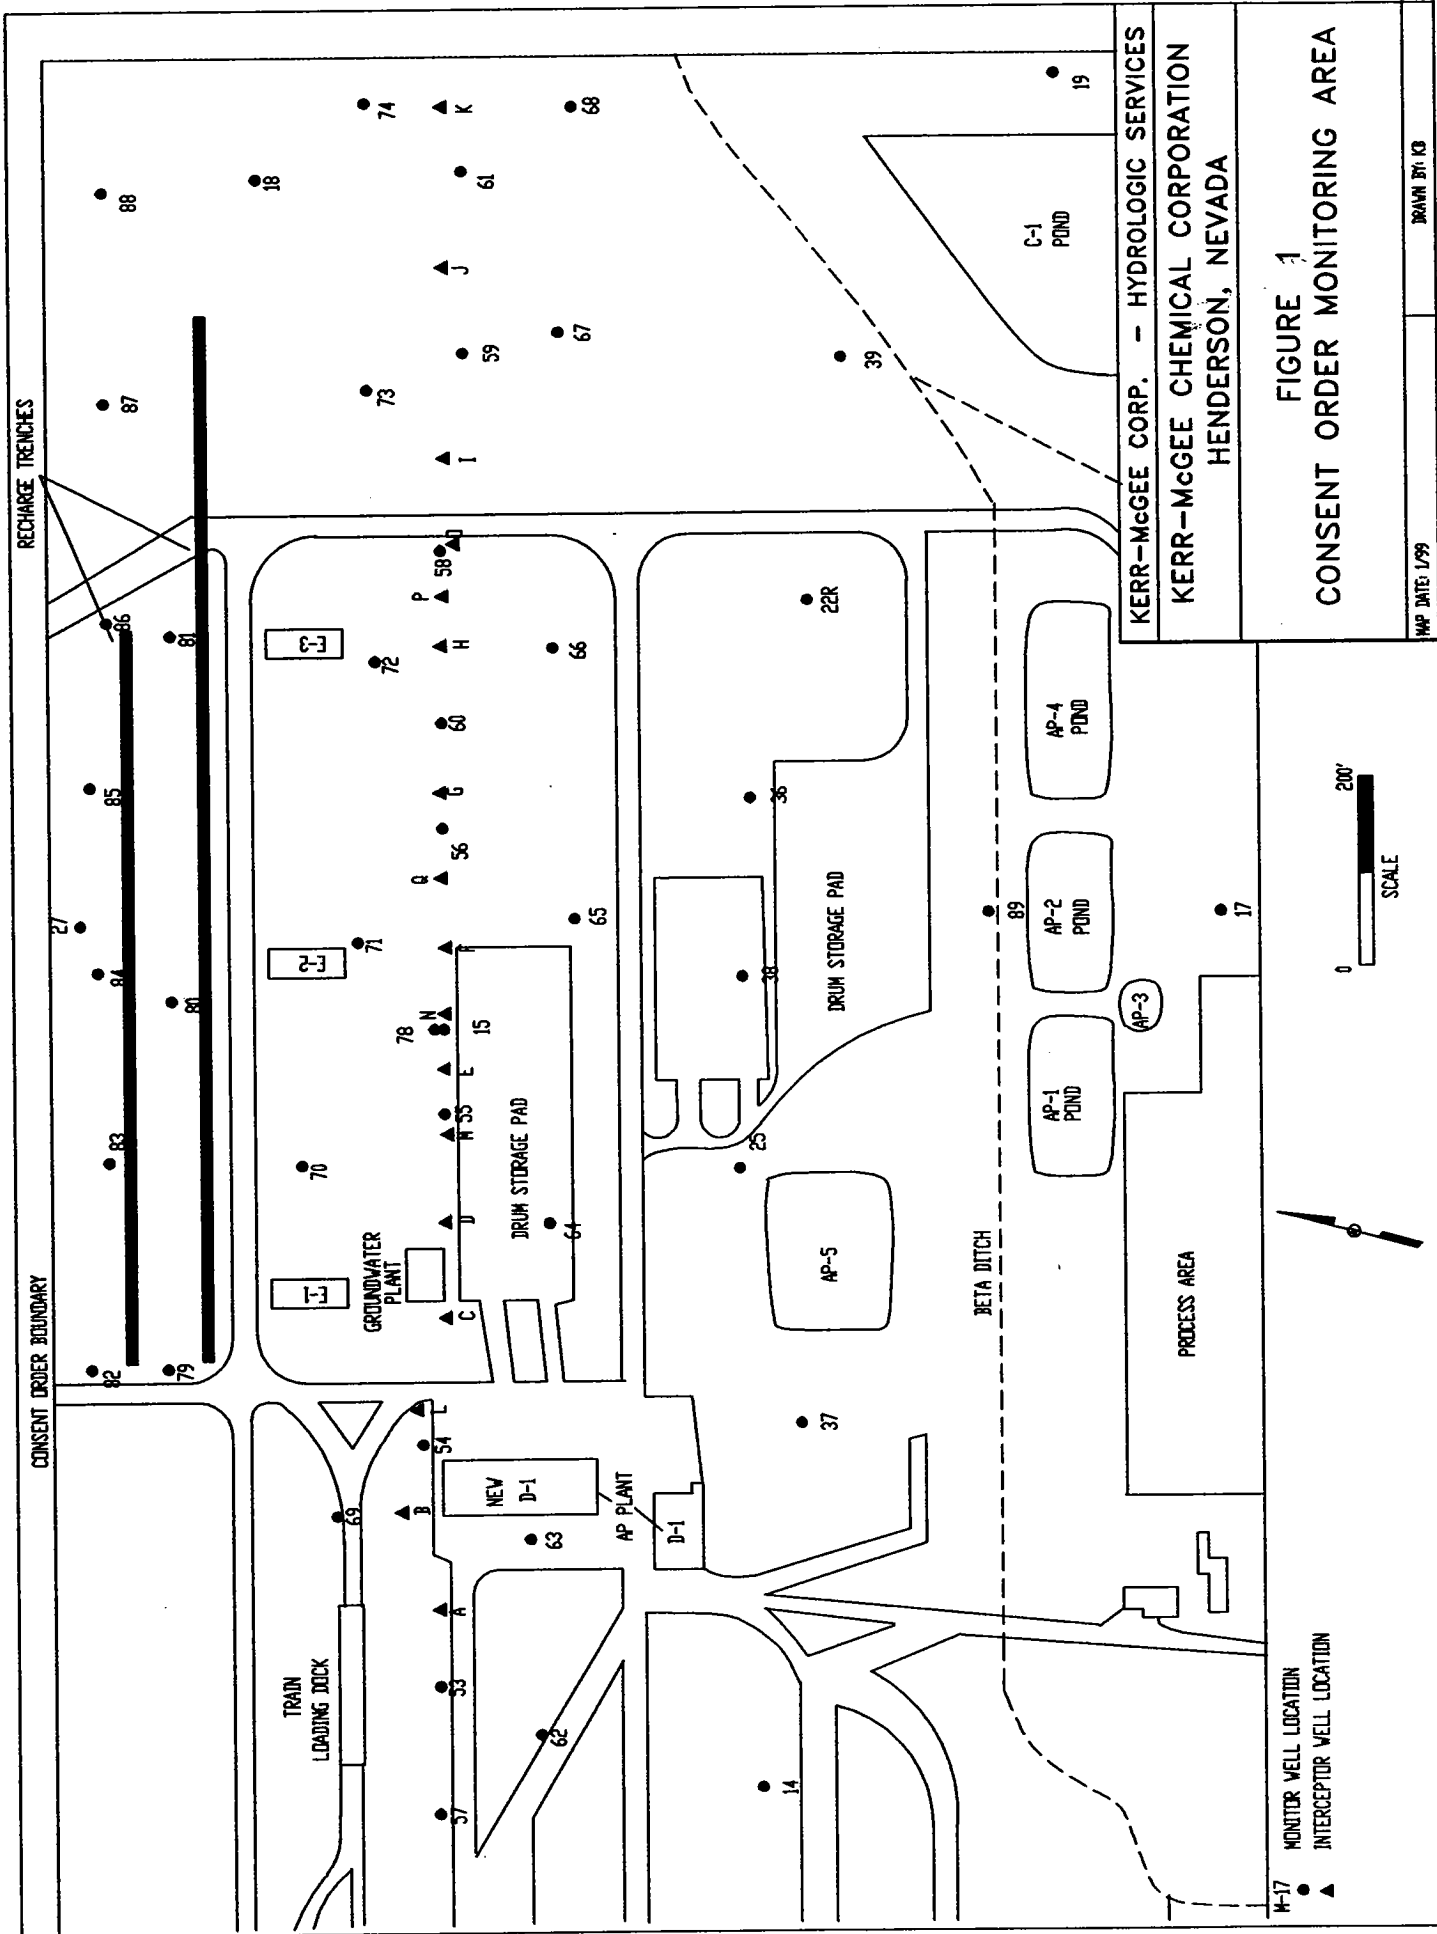 CONSENT ORDER BOUNDARY
RECHARGE TRENCHES
82
83
84
27
85
86
87
88
79
80
81
18
TRAIN
LOADING DOCK
69
E-1
70
E-2
71
E-3
72
73
74
GROUNDWATER
PLANT
57
53
A
B
54
L
C
D
M
55
E
78
N
15
Q
56
G
60
H
P
58
I
59
J
61
K
62
63
NEW
D-1
AP PLANT
D-1
DRUM STORAGE PAD
64
65
66
67
68
14
37
25
38
36
22R
39
AP-5
DRUM STORAGE PAD
BETA DITCH
89
AP-1
POND
AP-2
POND
AP-3
AP-4
POND
C-1
POND
19
PROCESS AREA
17
M-17
MONITOR WELL LOCATION
INTERCEPTOR WELL LOCATION
0
200'
SCALE
KERR-McGEE CORP. - HYDROLOGIC SERVICES
KERR-McGEE CHEMICAL CORPORATION
HENDERSON, NEVADA
FIGURE 1
CONSENT ORDER MONITORING AREA
MAP DATE: 1/99
DRAWN BY: KB